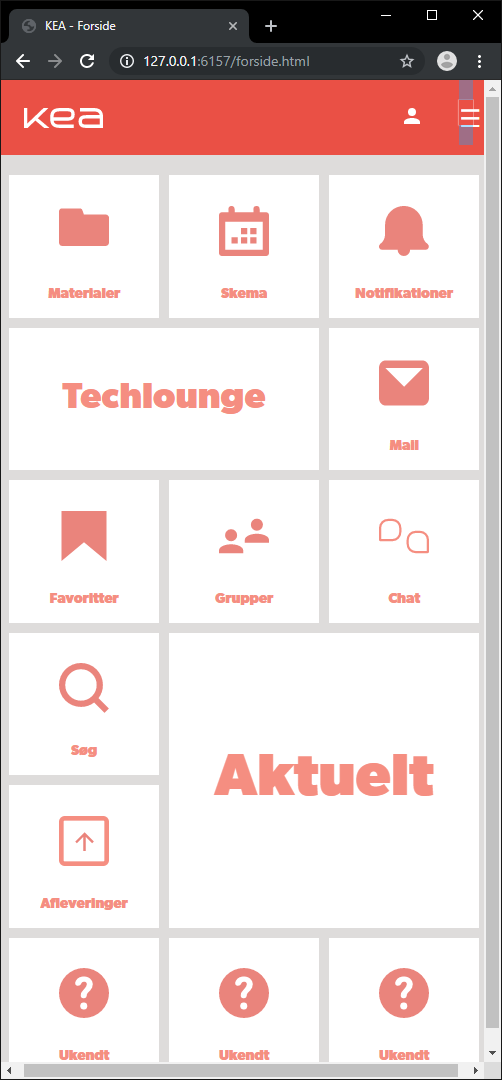 KEA - Forside
127.0.0.1:6157/forside.html
kea
Materialer
Skema
Notifikationer
Techlounge
Mail
Favoritter
Grupper
Chat
Søg
Aktuelt
Afleveringer
Ukendt
Ukendt
Ukendt